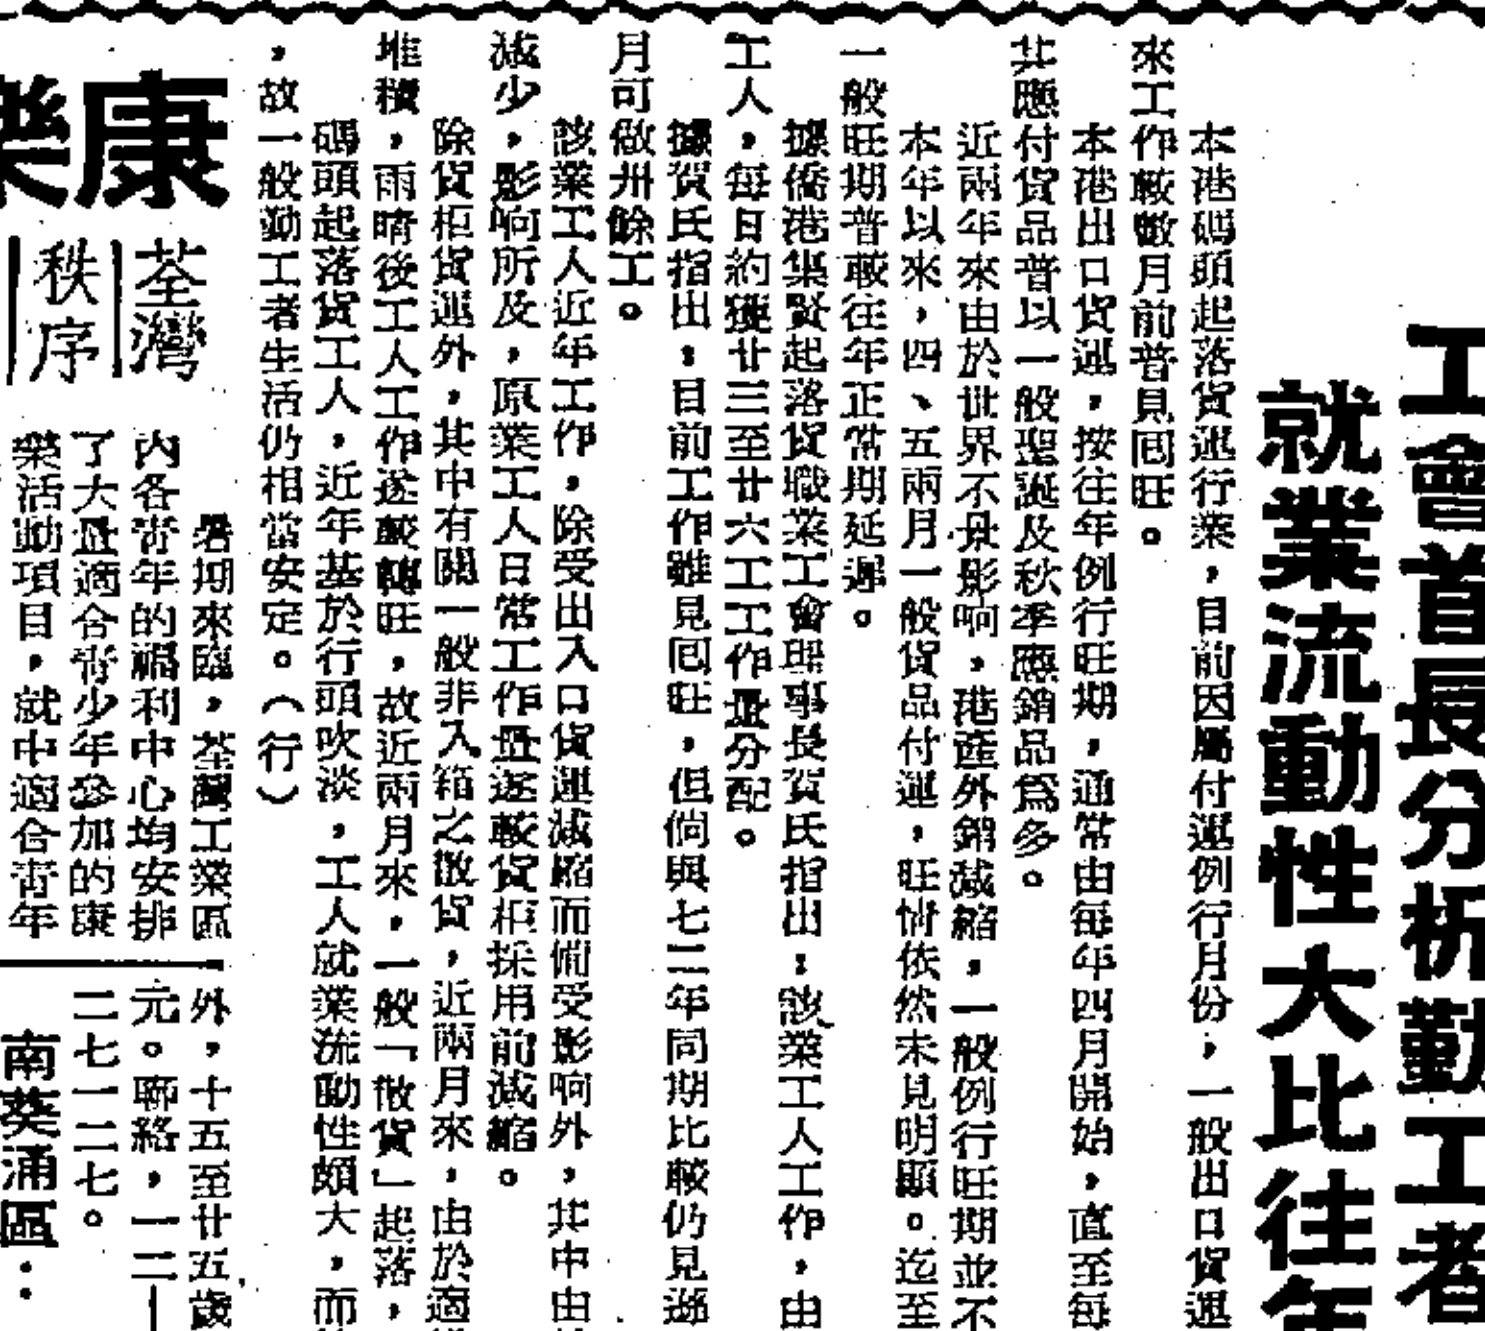 工會首長分析勤工者
就業流動性大比往年
本港碼頭起落貨運行業，目前因屬付運例行月份，一般出口貨運
來工作較數月前普見囘旺。
本港出口貨運，按往年例行旺期，通常由每年四月開始，直至每
其應付貨品普以一般聖誕及秋季應銷品爲多。
近兩年來由於世界不景影响，港產外銷減縮，一般例行旺期並不
本年以來，四、五兩月一般貨品付運，旺情依然未見明顯。迄至
一般旺期普較往年正常期延遲。
據僑港集賢起落貨職業工會理事長賀氏指出：該業工人工作，由
工人，每日約獲廿三至廿六工工作量分配。
據賀氏指出：目前工作雖見囘旺，但倘與七二年同期比較仍見遜
月可做卅餘工。
該業工人近年工作，除受出入口貨運減縮而備受影响外，其中由
減少，影响所及，原業工人日常工作量遂較貨柜採用前減縮。
除貨柜貨運外，其中有關一般非入箱之散貨，近兩月來，由於適
堆積，雨晴後工人工作遂較轉旺，故近兩月來，一般「散貨」起落，
碼頭起落貨工人，近年基於行頭吹淡，工人就業流動性頗大，而
，故一般勤工者生活仍相當安定。（行）
康樂
荃灣
秩序
暑期來臨，荃灣工業區
內各青年的福利中心均安排
了大量適合青少年參加的康
樂活動項目，就中適合青年
外，十五至廿五歲
元。聯絡，一二—
二七一二七。
南葵涌區：